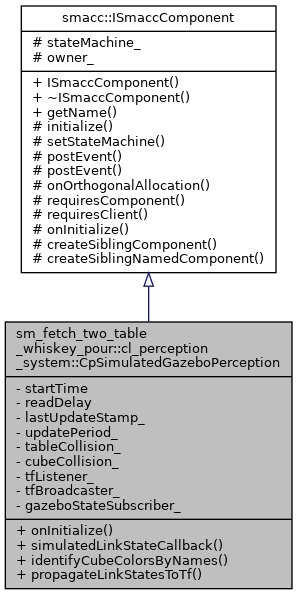 smacc::ISmaccComponent
# stateMachine_
# owner_
+ ISmaccComponent()
+ ~ISmaccComponent()
+ getName()
# initialize()
# setStateMachine()
# postEvent()
# postEvent()
# onOrthogonalAllocation()
# requiresComponent()
# requiresClient()
# onInitialize()
# createSiblingComponent()
# createSiblingNamedComponent()
sm_fetch_two_table
_whiskey_pour::cl_perception
_system::CpSimulatedGazeboPerception
- startTime
- readDelay
- lastUpdateStamp_
- updatePeriod_
- tableCollision_
- cubeCollision_
- tfListener_
- tfBroadcaster_
- gazeboStateSubscriber_
+ onInitialize()
+ simulatedLinkStateCallback()
+ identifyCubeColorsByNames()
+ propagateLinkStatesToTf()